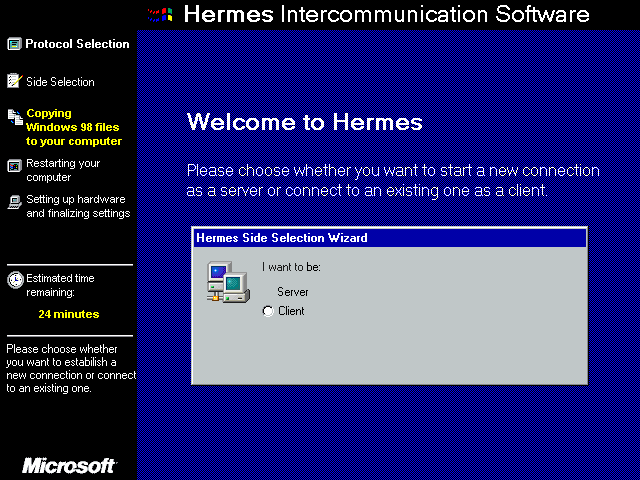 Hermes Intercommunication Software
Protocol Selection
Side Selection
Copying
Windows 98 files
to your computer
Restarting your
computer
Setting up hardware
and finalizing settings
Estimated time
remaining:
24 minutes
Please choose whether
you want to estabilish a
new connection or connect
to an existing one.
Microsoft
Welcome to Hermes
Please choose whether you want to start a new connection
as a server or connect to an existing one as a client.
Hermes Side Selection Wizard
I want to be:
Server
Client